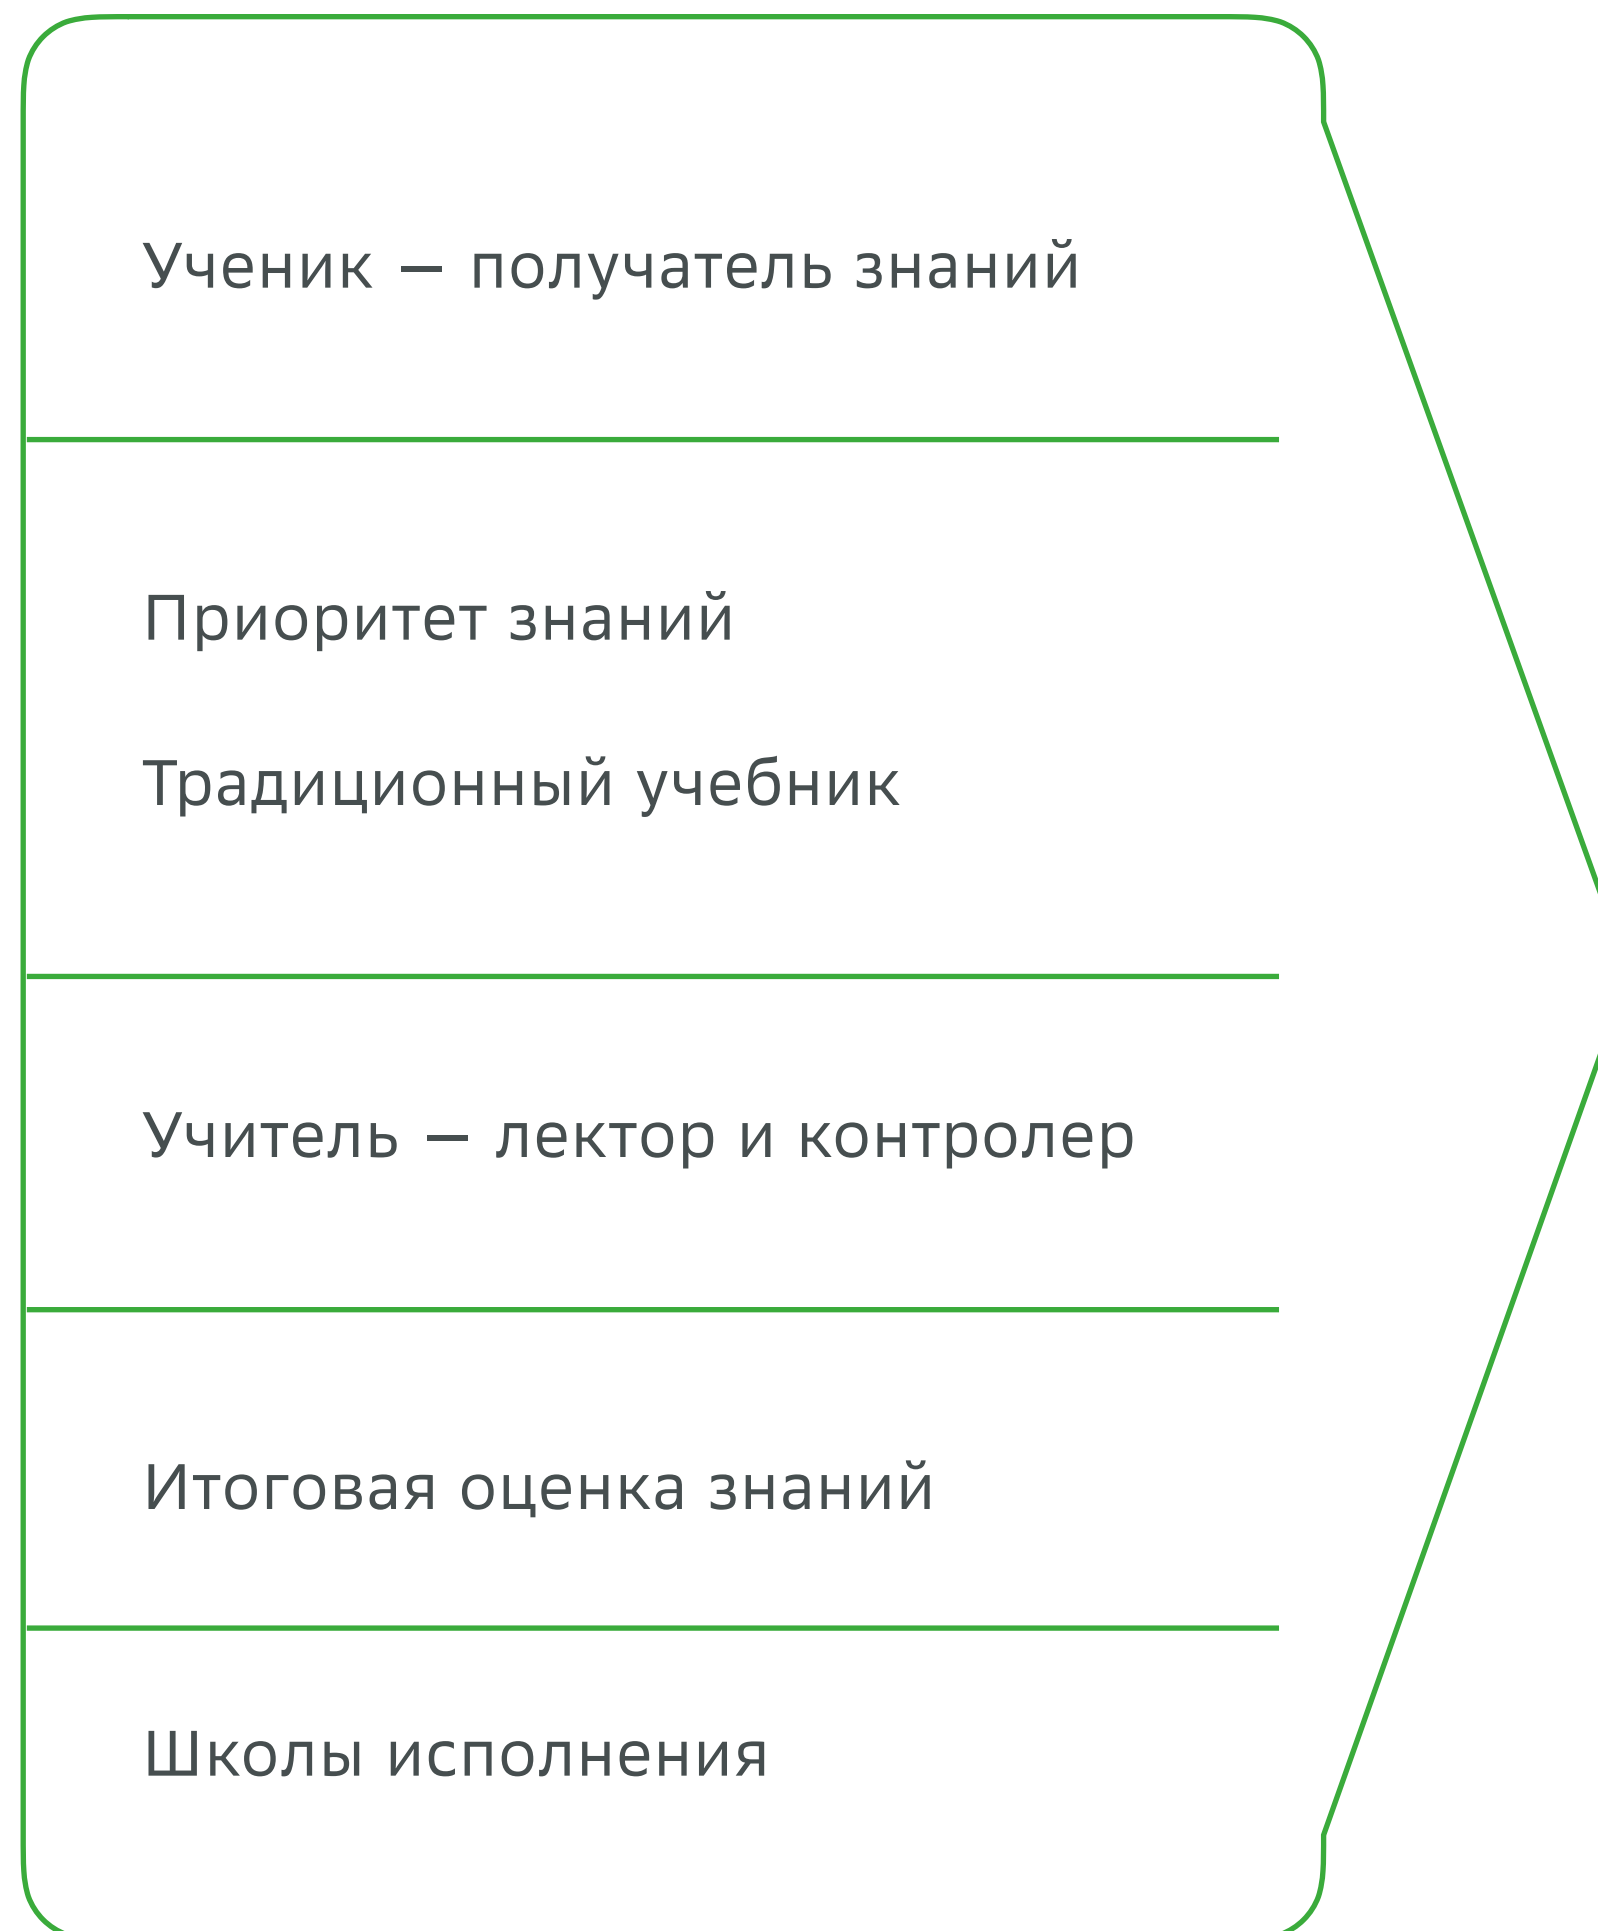 Ученик — получатель знаний
Приоритет знаний
Традиционный учебник
Учитель — лектор и контролер
Итоговая оценка знаний
Школы исполнения